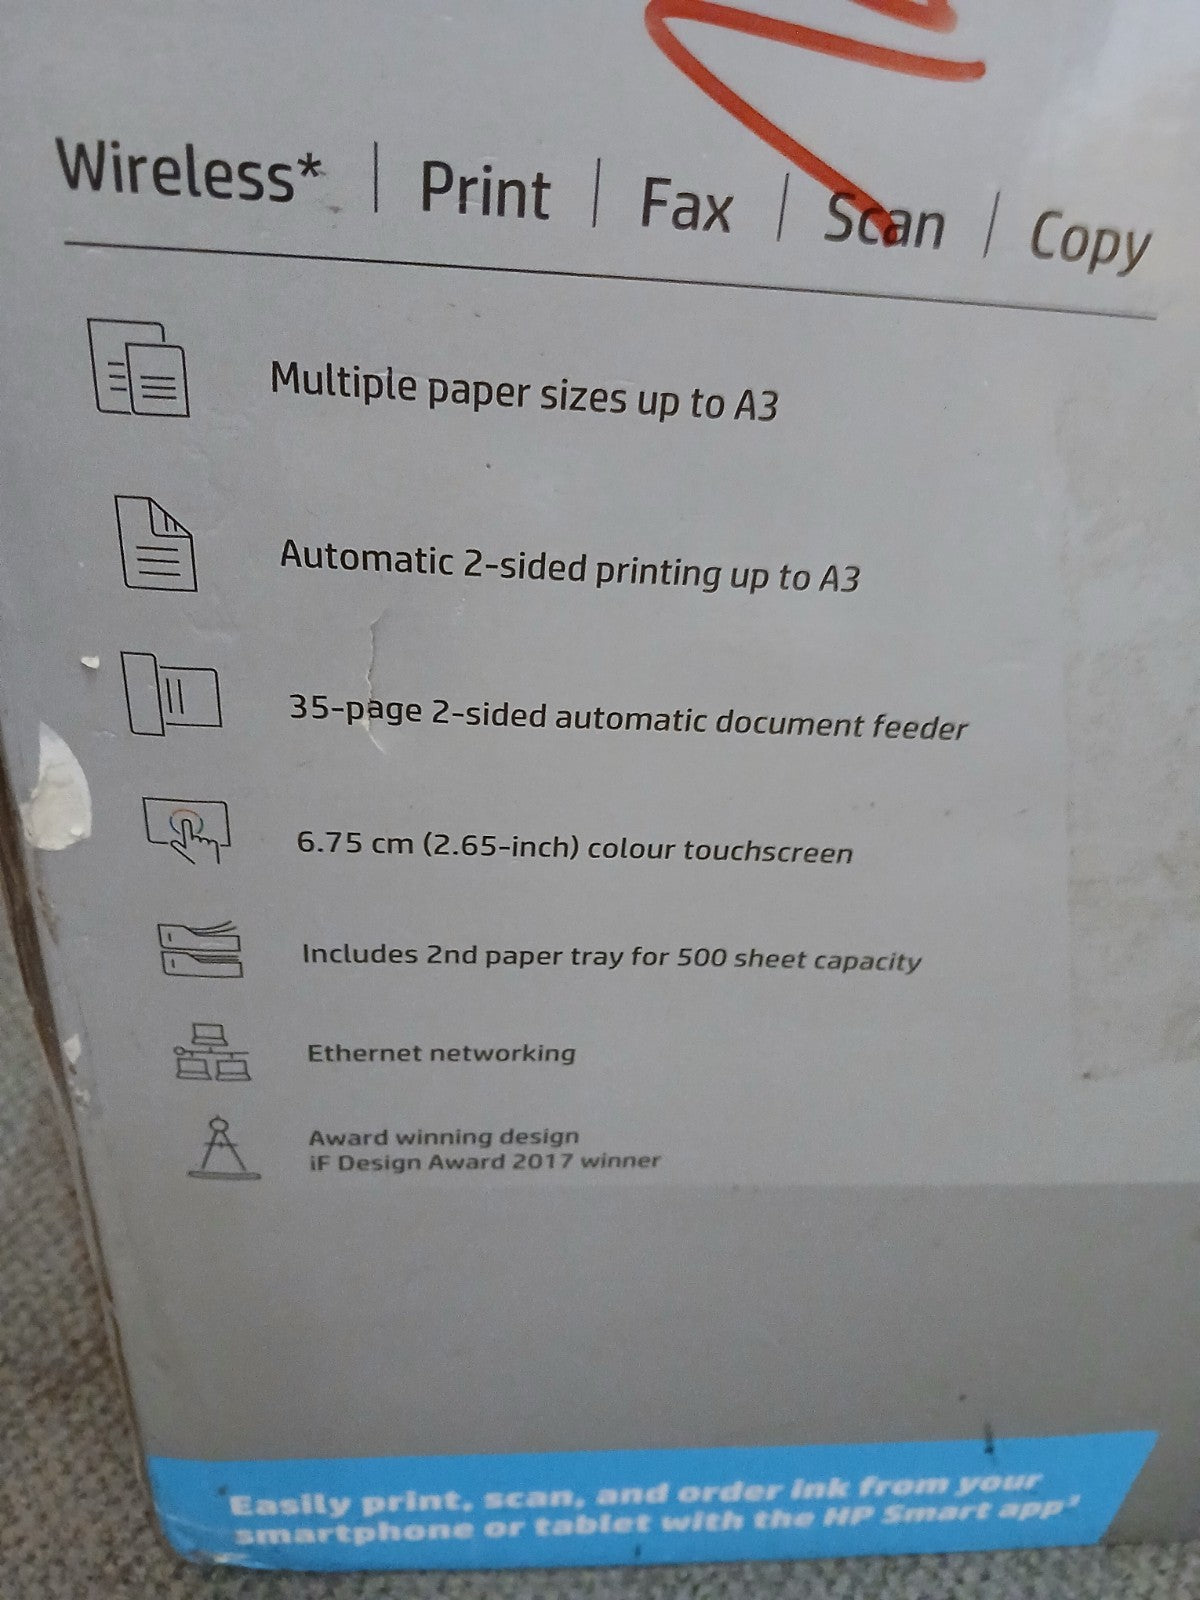 Wireless* | Print | Fax | Scan | Copy
Multiple paper sizes up to A3
Automatic 2-sided printing up to A3
35-page 2-sided automatic document feeder
6.75 cm (2.65-inch) colour touchscreen
Includes 2nd paper tray for 500 sheet capacity
Ethernet networking
Award winning design
iF Design Award 2017 winner
Easily print, scan, and order ink from your
smartphone or tablet with the HP Smart app